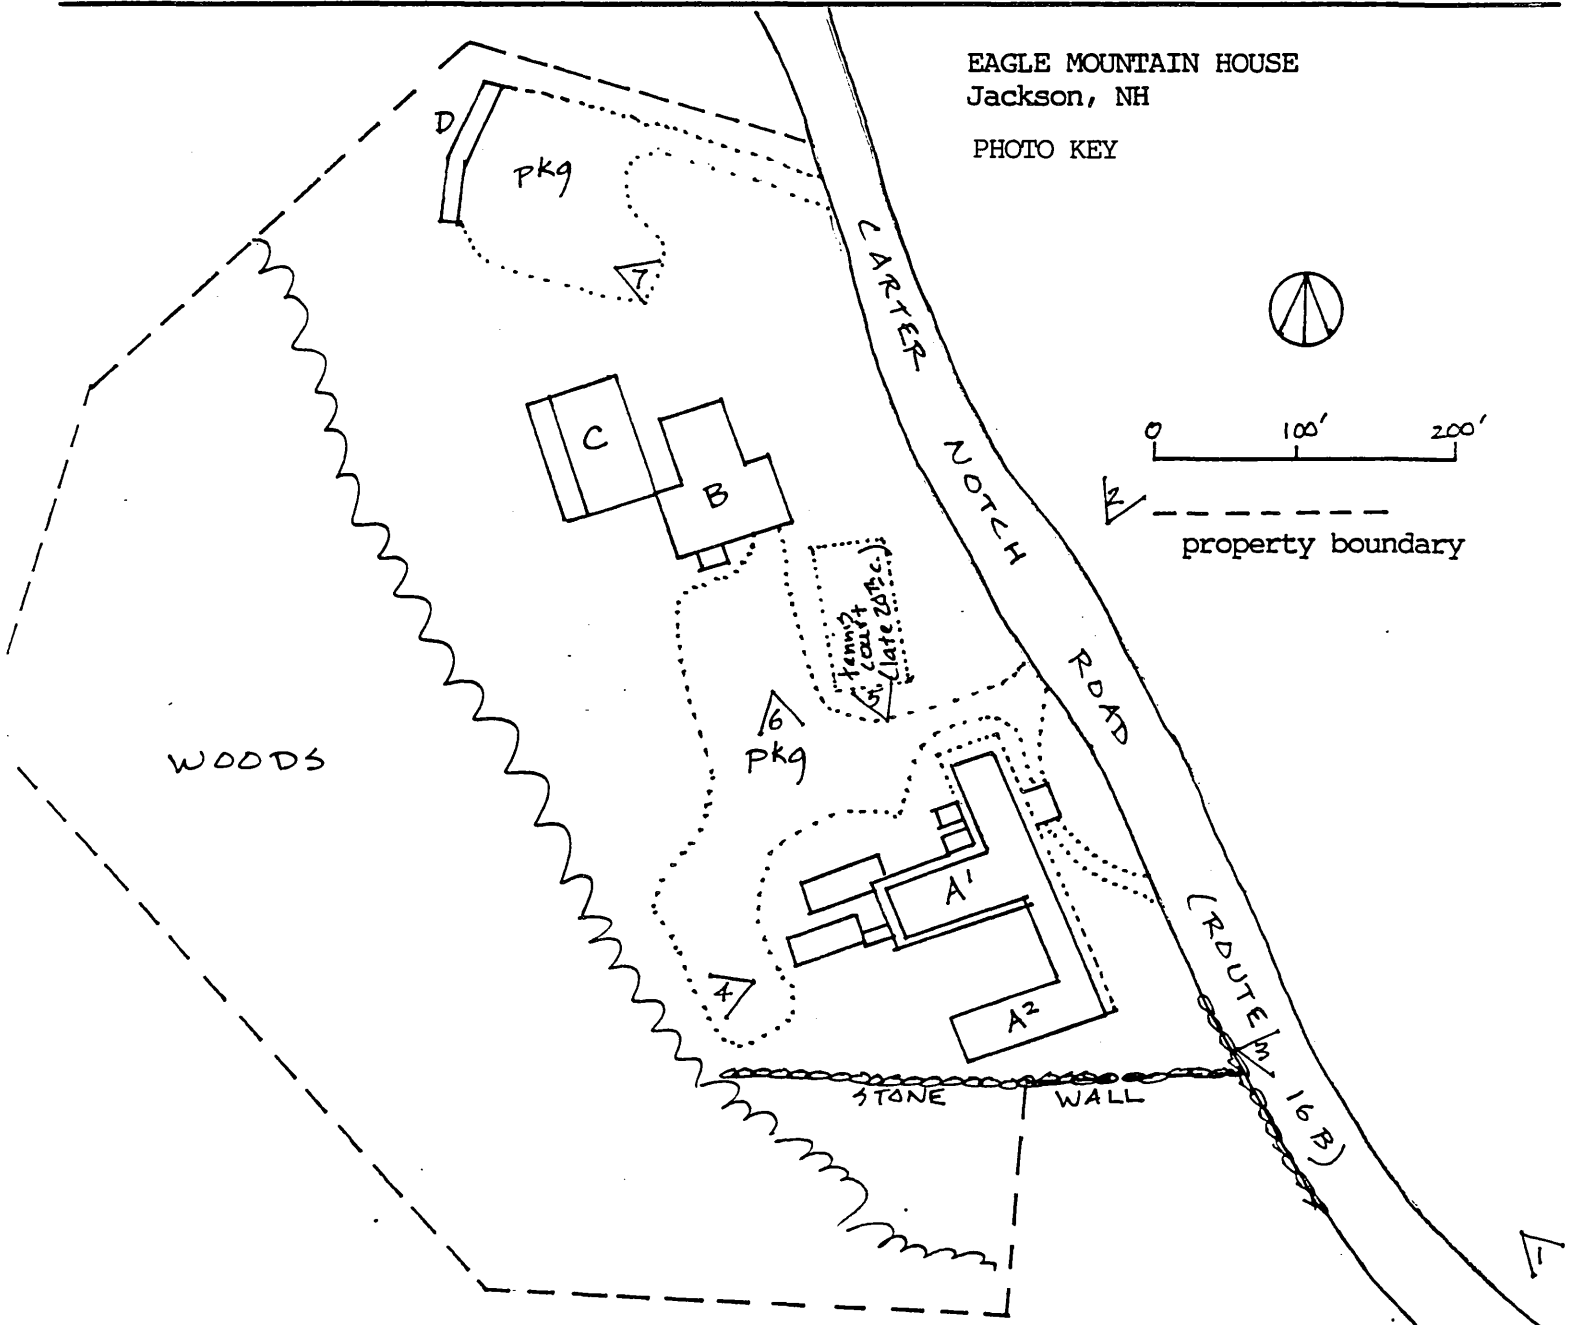 EAGLE MOUNTAIN HOUSE
Jackson, NH
PHOTO KEY
D
pkg
7
CARTER NOTCH ROAD (ROUTE 16B)
0 100' 200'
2
property boundary
C
B
tennis
court
(late 20th c.)
5
6
pkg
WOODS
A1
A2
4
3
STONE WALL
1